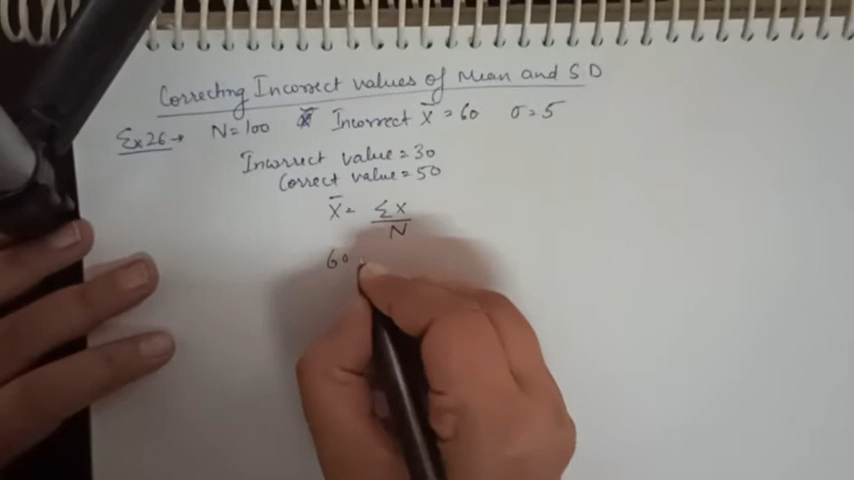 Correcting Incorrect values of Mean and S D
Ex 26 → N=100 Incorrect X̄ = 60 σ = 5
Incorrect value = 30
Correct value = 50
X̄ = ΣX
N
60